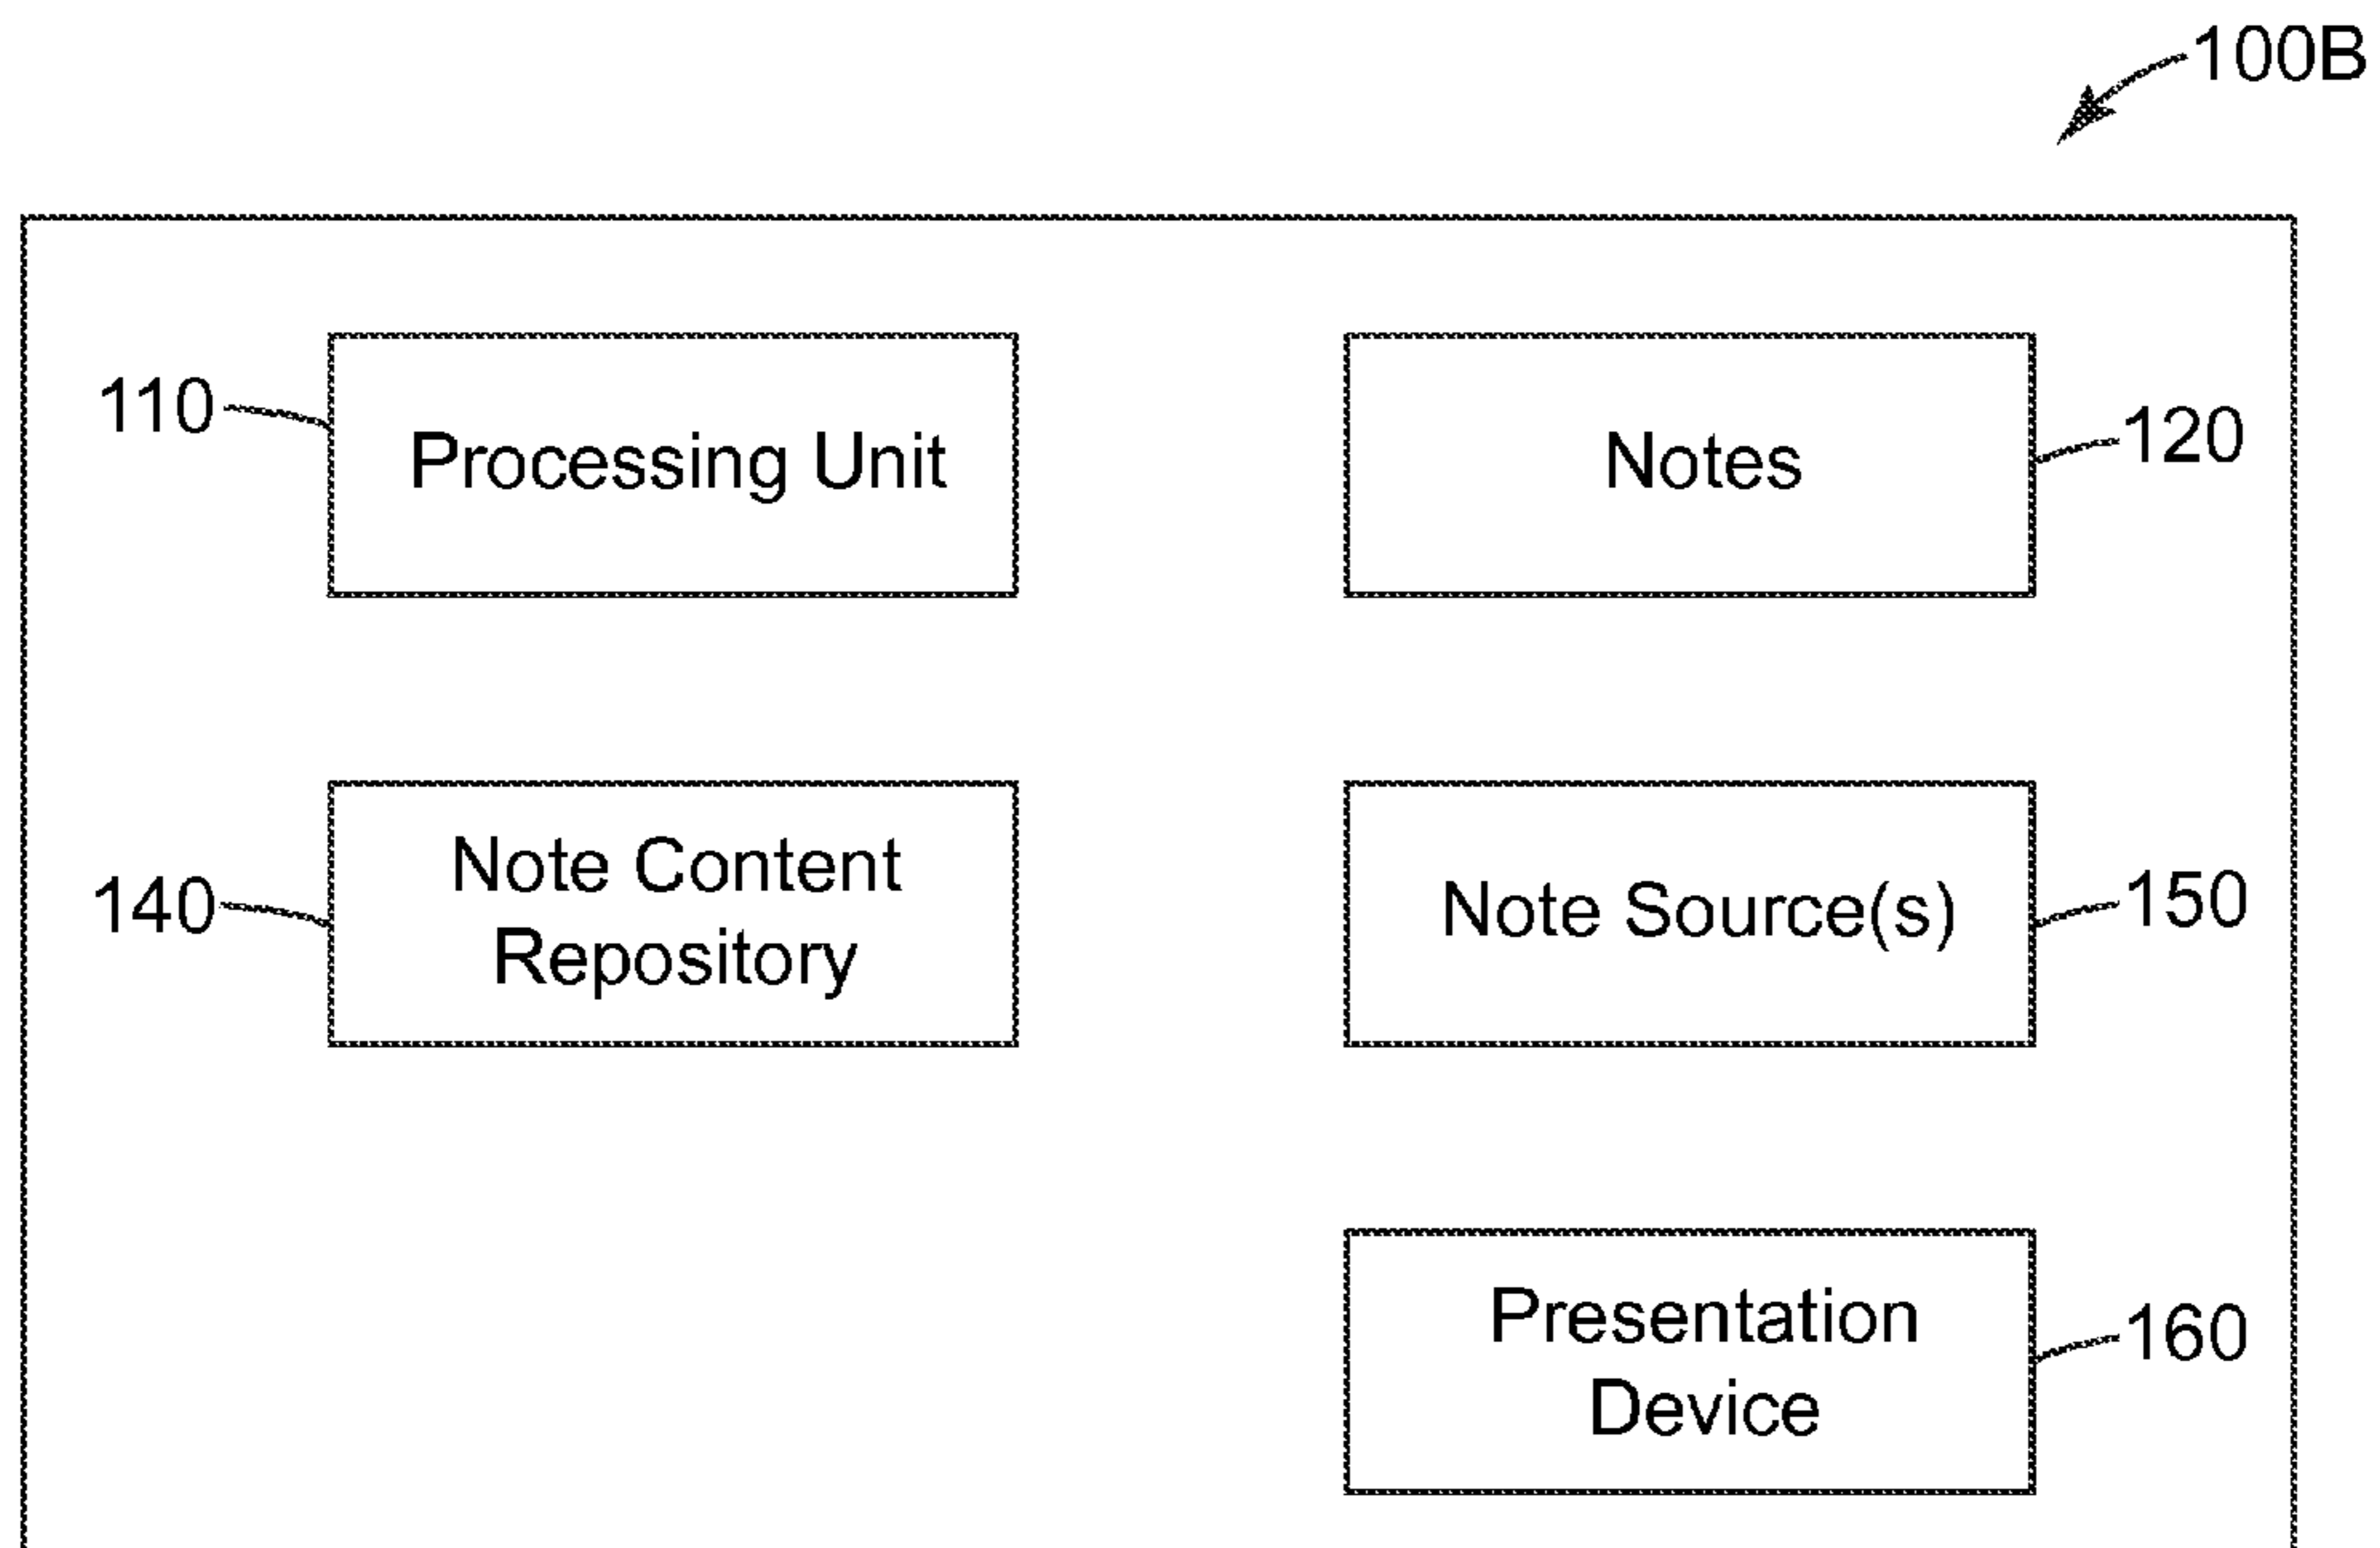 100B
110
Processing Unit
Notes
120
140
Note Content
Repository
Note Source(s)
150
Presentation
Device
160